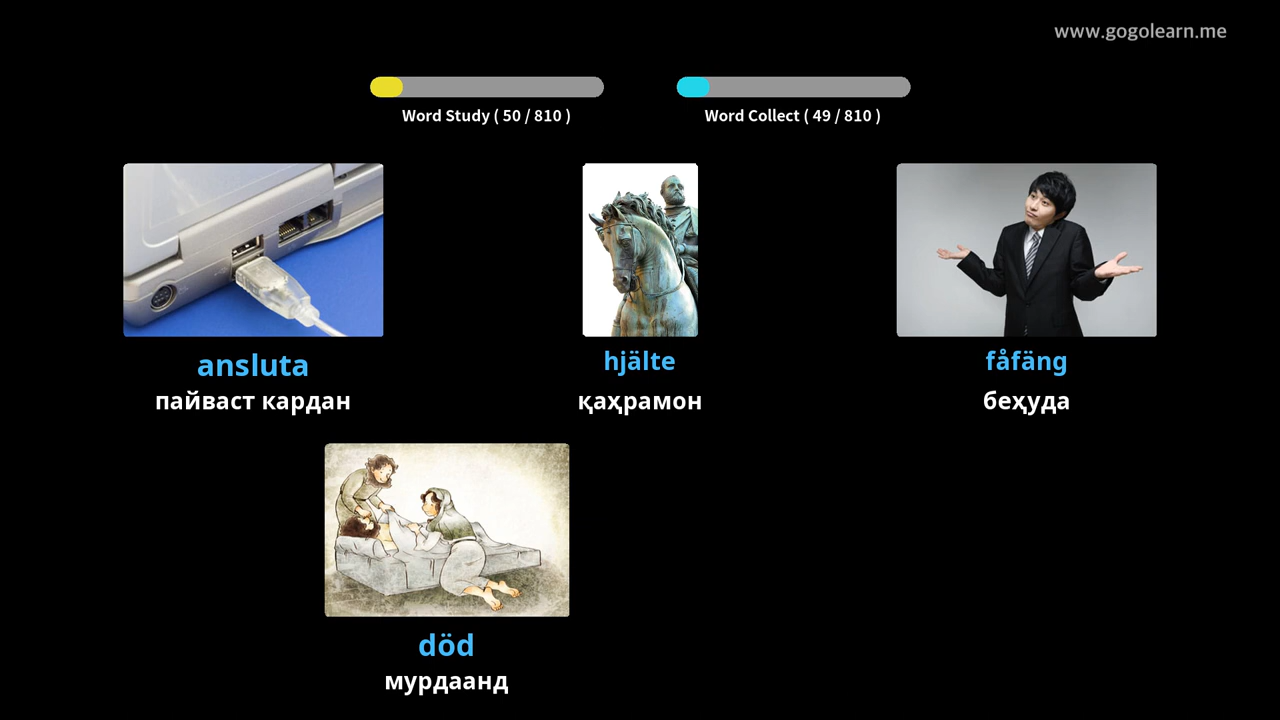 www.gogolearn.me
Word Study ( 50 / 810 )
Word Collect ( 49 / 810 )
ansluta
пайваст кардан
hjälte
қаҳрамон
fåfäng
беҳуда
död
мурдаанд